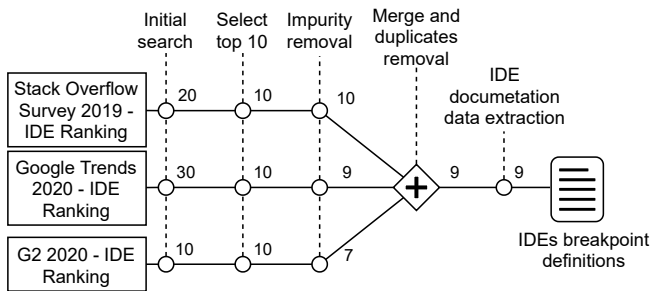 Initial search
Select top 10
Impurity removal
Merge and duplicates removal
IDE documetation data extraction
Stack Overflow
Survey 2019 -
IDE Ranking
20
10
10
Google Trends
2020 - IDE
Ranking
30
10
9
9
9
G2 2020 - IDE
Ranking
10
10
7
IDEs breakpoint
definitions